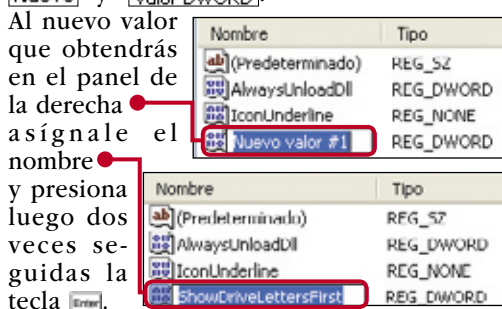 Nuevo y Valor DWORD.
Al nuevo valor
que obtendrás
en el panel de
la derecha
asígnale el
nombre
y presiona
luego dos
veces se-
guidas la
tecla Enter.
Nombre Tipo
(Predeterminado) REG_SZ
AlwaysUnloadDll REG_DWORD
IconUnderline REG_NONE
Nuevo valor #1 REG_DWORD
Nombre Tipo
(Predeterminado) REG_SZ
AlwaysUnloadDll REG_DWORD
IconUnderline REG_NONE
ShowDriveLettersFirst REG_DWORD